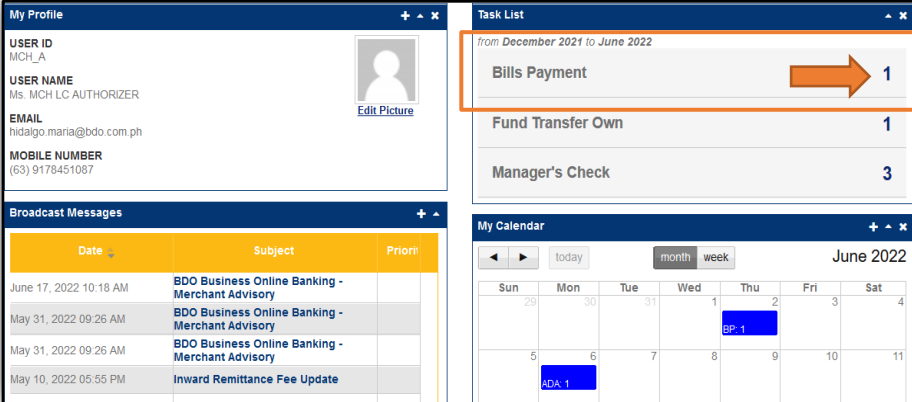 My Profile
USER ID
MCH_A
USER NAME
Ms. MCH LC AUTHORIZER
EMAIL
hidalgo.maria@bdo.com.ph
MOBILE NUMBER
(63) 9178451087
Edit Picture
Task List
from December 2021 to June 2022
Bills Payment 1
Fund Transfer Own 1
Manager's Check 3
Broadcast Messages
Date Subject Priorit
June 17, 2022 10:18 AM BDO Business Online Banking -
Merchant Advisory
May 31, 2022 09:26 AM BDO Business Online Banking -
Merchant Advisory
May 31, 2022 09:26 AM BDO Business Online Banking -
Merchant Advisory
May 10, 2022 05:55 PM Inward Remittance Fee Update
My Calendar
today month week June 2022
Sun Mon Tue Wed Thu Fri Sat
29 30 31 1 2 3 4
BP: 1
5 6 7 8 9 10 11
ADA: 1